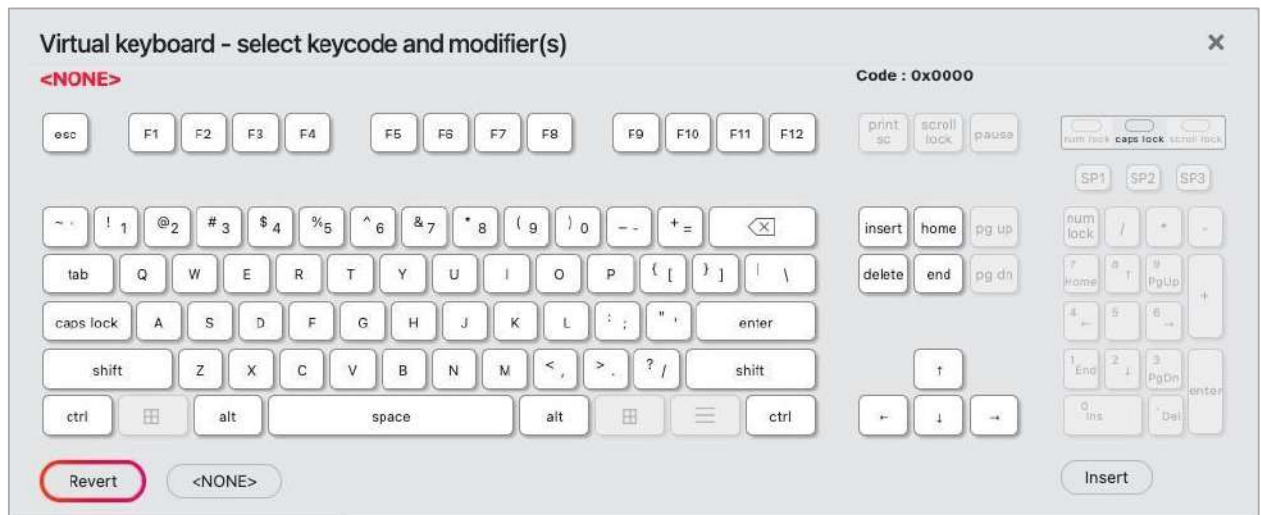 Virtual keyboard - select keycode and modifier(s)
<NONE>
Code : 0x0000
esc F1 F2 F3 F4 F5 F6 F7 F8 F9 F10 F11 F12 print sc scroll lock pause
num lock caps lock scroll lock
SP1 SP2 SP3
~ ` ! 1 @ 2 # 3 $ 4 % 5 ^ 6 & 7 * 8 ( 9 ) 0 – - + = insert home pg up num lock / * -
tab Q W E R T Y U I O P { [ } ] | \ delete end pg dn 7 Home 8 ↑ 9 PgUp +
caps lock A S D F G H J K L : ; " ' enter 4 ← 5 6 →
shift Z X C V B N M < , > . ? / shift ↑ 1 End 2 ↓ 3 PgDn enter
ctrl alt space alt ctrl ← ↓ → 0 Ins . Del
Revert <NONE> Insert